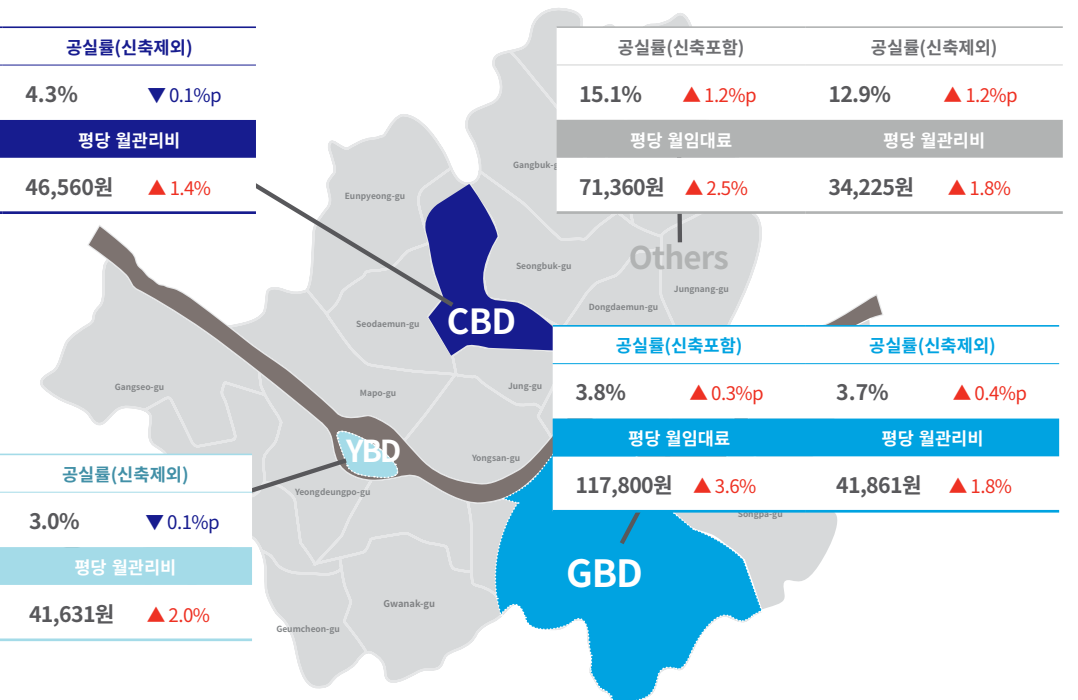 공실률(신축제외)
4.3% ▼ 0.1%p
평당 월관리비
46,560원 ▲ 1.4%
공실률(신축포함) 공실률(신축제외)
15.1% ▲ 1.2%p 12.9% ▲ 1.2%p
평당 월임대료 평당 월관리비
71,360원 ▲ 2.5% 34,225원 ▲ 1.8%
Gangbuk-g
Eunpyeong-gu
Others
Seongbuk-gu
Jungnang-gu
Dongdaemun-gu
Seodaemun-gu
CBD
공실률(신축포함) 공실률(신축제외)
3.8% ▲ 0.3%p 3.7% ▲ 0.4%p
평당 월임대료 평당 월관리비
117,800원 ▲ 3.6% 41,861원 ▲ 1.8%
Gangseo-gu
Mapo-gu
Jung-gu
YBD
Yongsan-gu
공실률(신축제외)
3.0% ▼ 0.1%p
평당 월관리비
41,631원 ▲ 2.0%
Yeongdeungpo-gu
Songpa-gu
GBD
Gwanak-gu
Geumcheon-gu